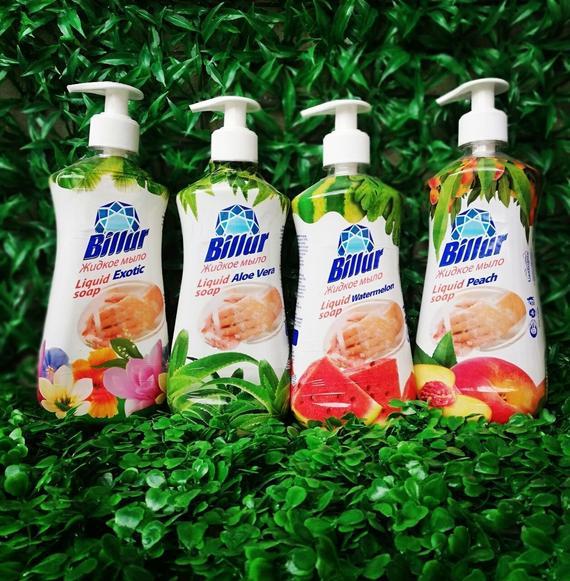 Billur
Жидкое мыло
Liquid Exotic
soap
Billur
Жидкое мыло
Liquid Aloe Vera
soap
Billur
Жидкое мыло
Liquid Watermelon
soap
Billur
Жидкое мыло
Liquid Peach
soap